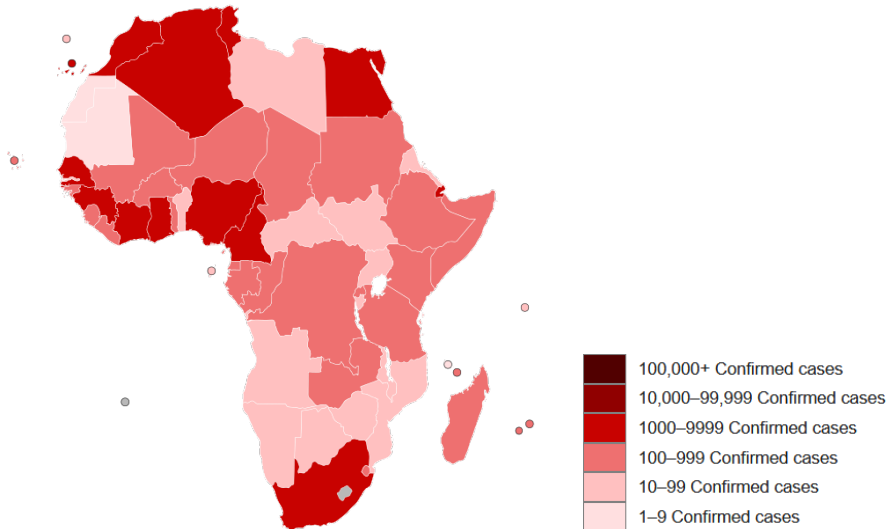 100,000+ Confirmed cases
10,000–99,999 Confirmed cases
1000–9999 Confirmed cases
100–999 Confirmed cases
10–99 Confirmed cases
1–9 Confirmed cases